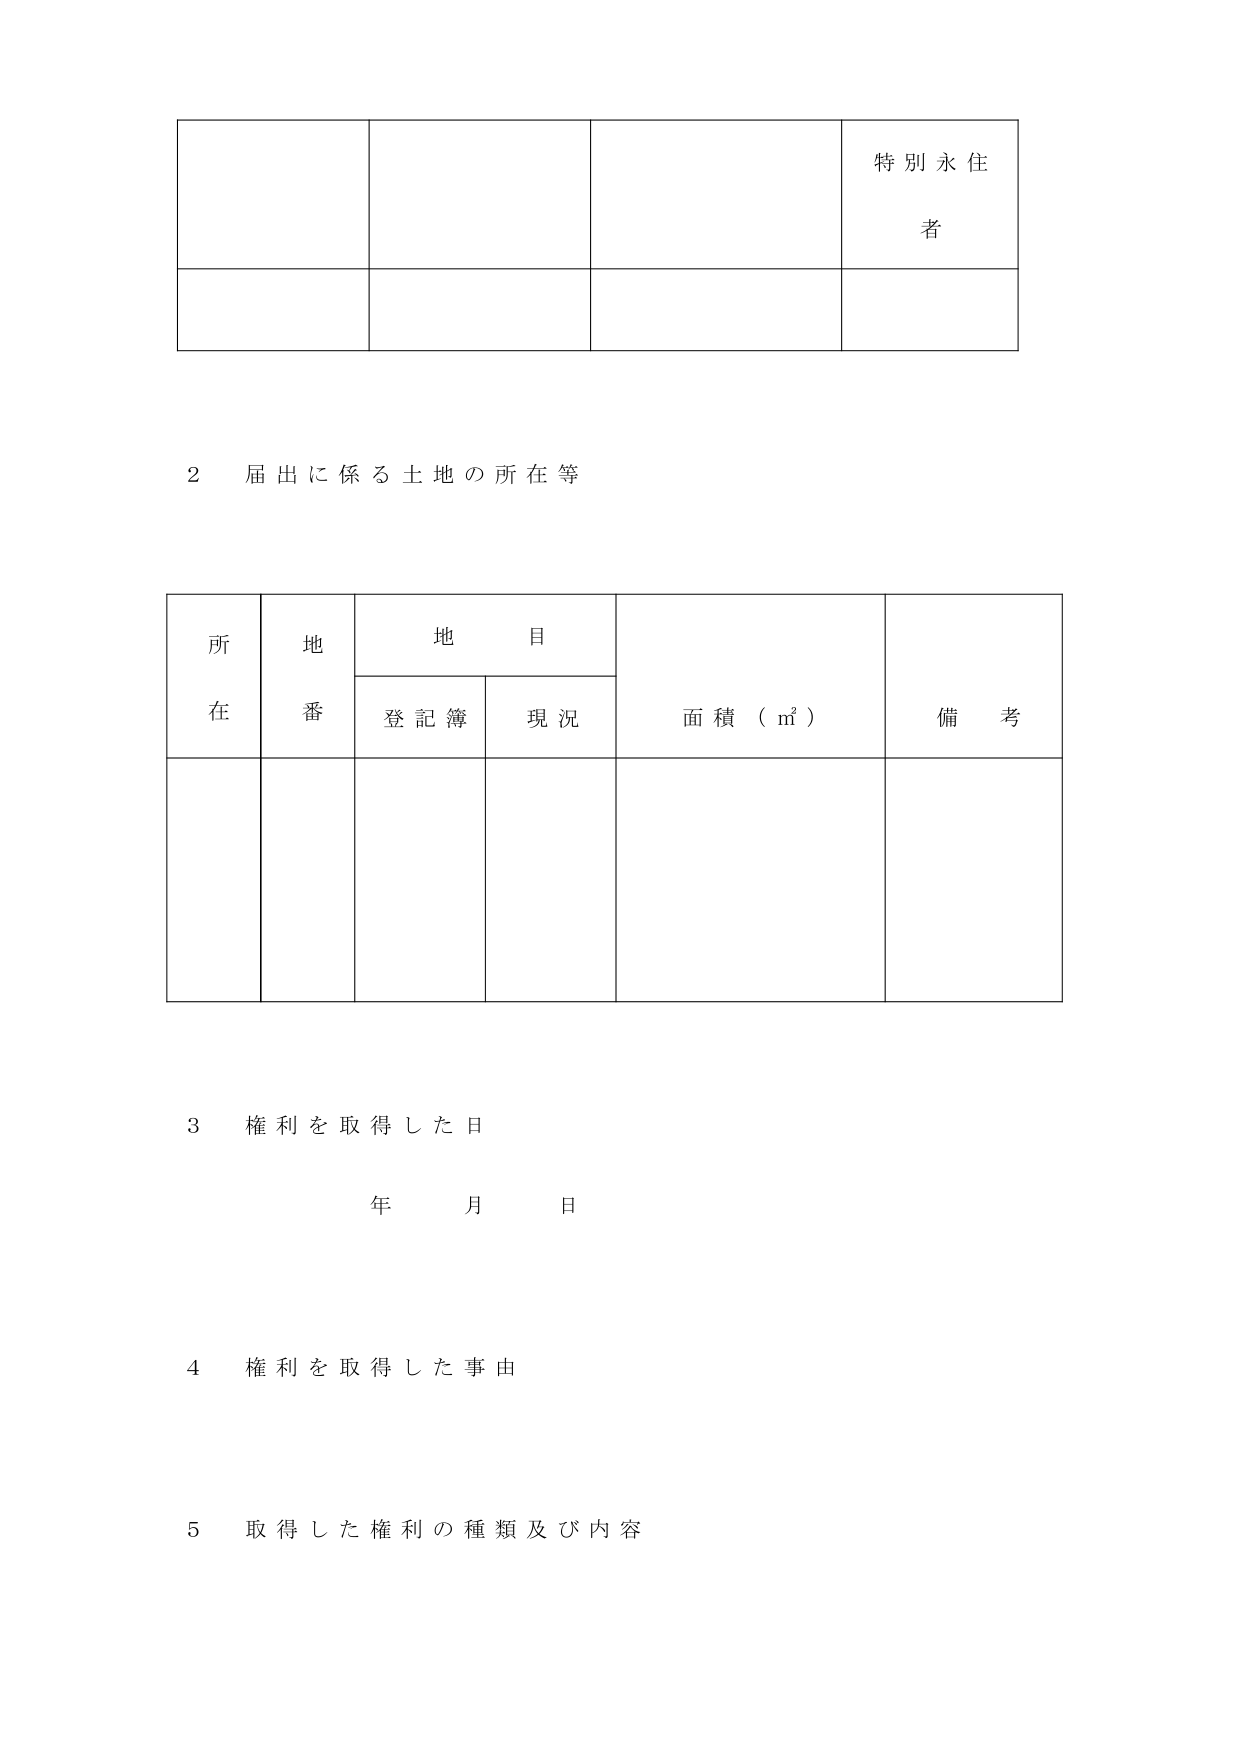 特別永住
者
２　届出に係る土地の所在等
所
在
地
番
地　　目
登記簿
現況
面積（㎡）
備　考
３　権利を取得した日
年　　月　　日
４　権利を取得した事由
５　取得した権利の種類及び内容